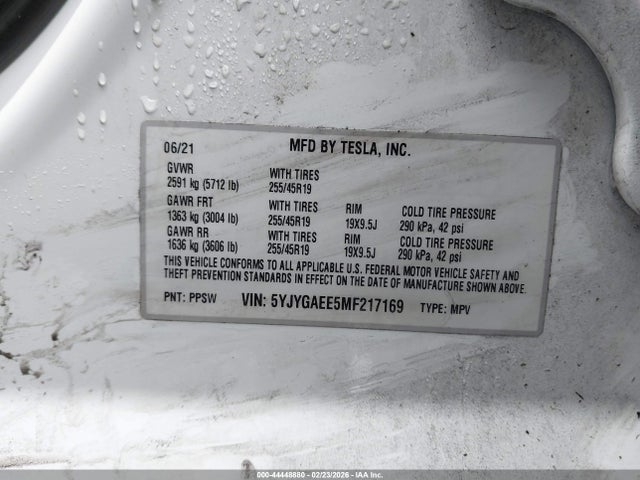 06/21 MFD BY TESLA, INC.
GVWR WITH TIRES
2591 kg (5712 lb) 255/45R19
GAWR FRT WITH TIRES RIM COLD TIRE PRESSURE
1363 kg (3004 lb) 255/45R19 19X9.5J 290 kPa, 42 psi
GAWR RR WITH TIRES RIM COLD TIRE PRESSURE
1636 kg (3606 lb) 255/45R19 19X9.5J 290 kPa, 42 psi
THIS VEHICLE CONFORMS TO ALL APPLICABLE U.S. FEDERAL MOTOR VEHICLE SAFETY AND
THEFT PREVENTION STANDARDS IN EFFECT ON THE DATE OF MANUFACTURE SHOWN ABOVE.
PNT: PPSW VIN: 5YJYGAEE5MF217169 TYPE: MPV
000-44448880 - 02/23/2026 - IAA Inc.